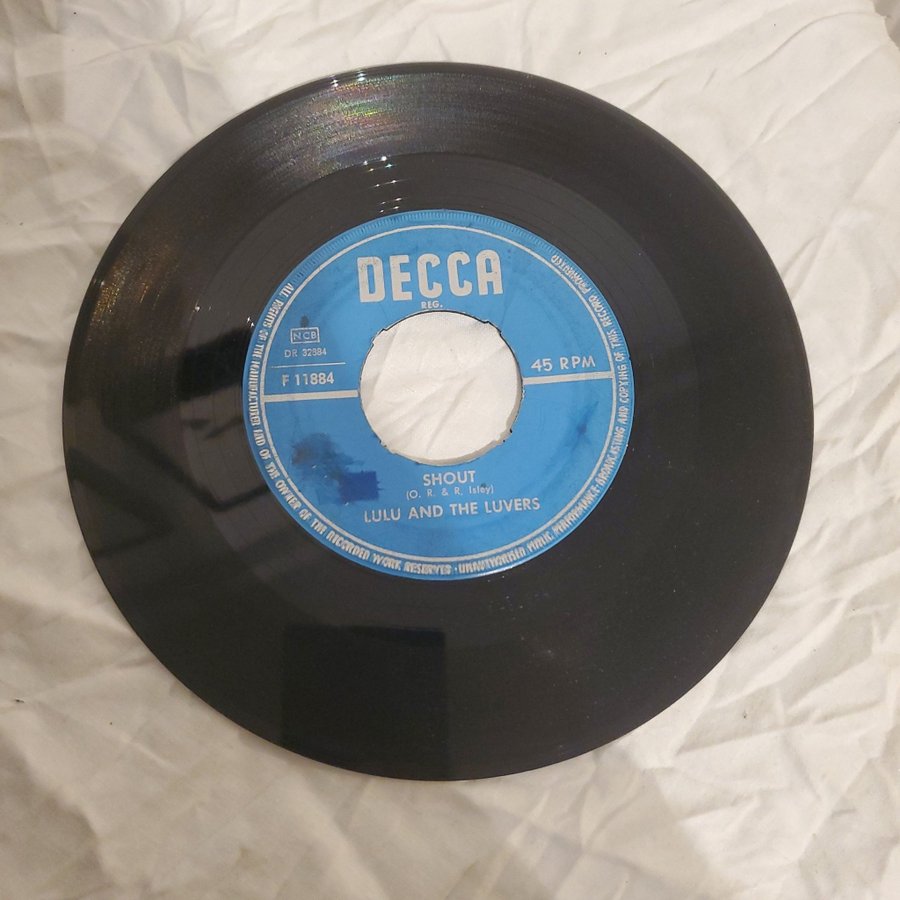 DECCA
REG.
NCB
DR 32884
F 11884
45 RPM
SHOUT
(O. R. & R. Isley)
LULU AND THE LUVERS
ALL RIGHTS OF THE MANUFACTURER AND OF THE OWNER OF THE RECORDED WORK RESERVED · UNAUTHORISED PUBLIC PERFORMANCE · BROADCASTING AND COPYING OF THIS RECORD PROHIBITED